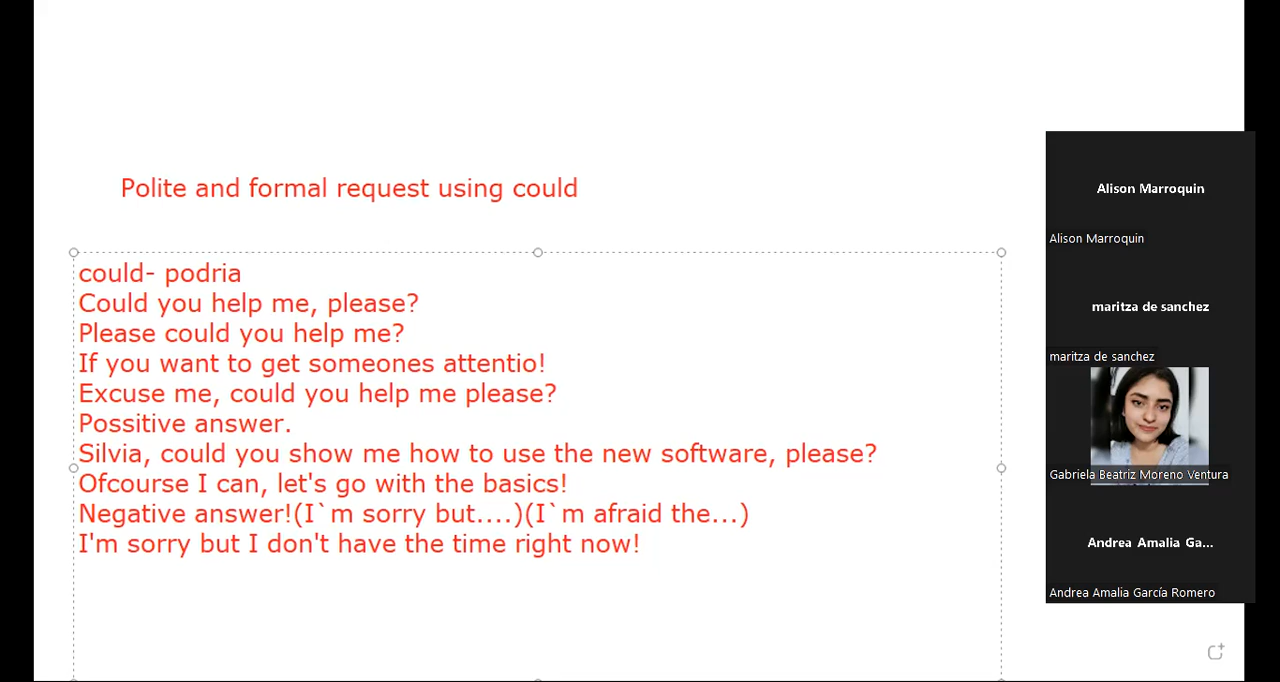 Polite and formal request using could
could- podria
Could you help me, please?
Please could you help me?
If you want to get someones attentio!
Excuse me, could you help me please?
Possitive answer.
Silvia, could you show me how to use the new software, please?
Ofcourse I can, let's go with the basics!
Negative answer!(I`m sorry but....)(I`m afraid the...)
I'm sorry but I don't have the time right now!
Alison Marroquin
Alison Marroquin
maritza de sanchez
maritza de sanchez
Gabriela Beatriz Moreno Ventura
Andrea Amalia Ga...
Andrea Amalia García Romero